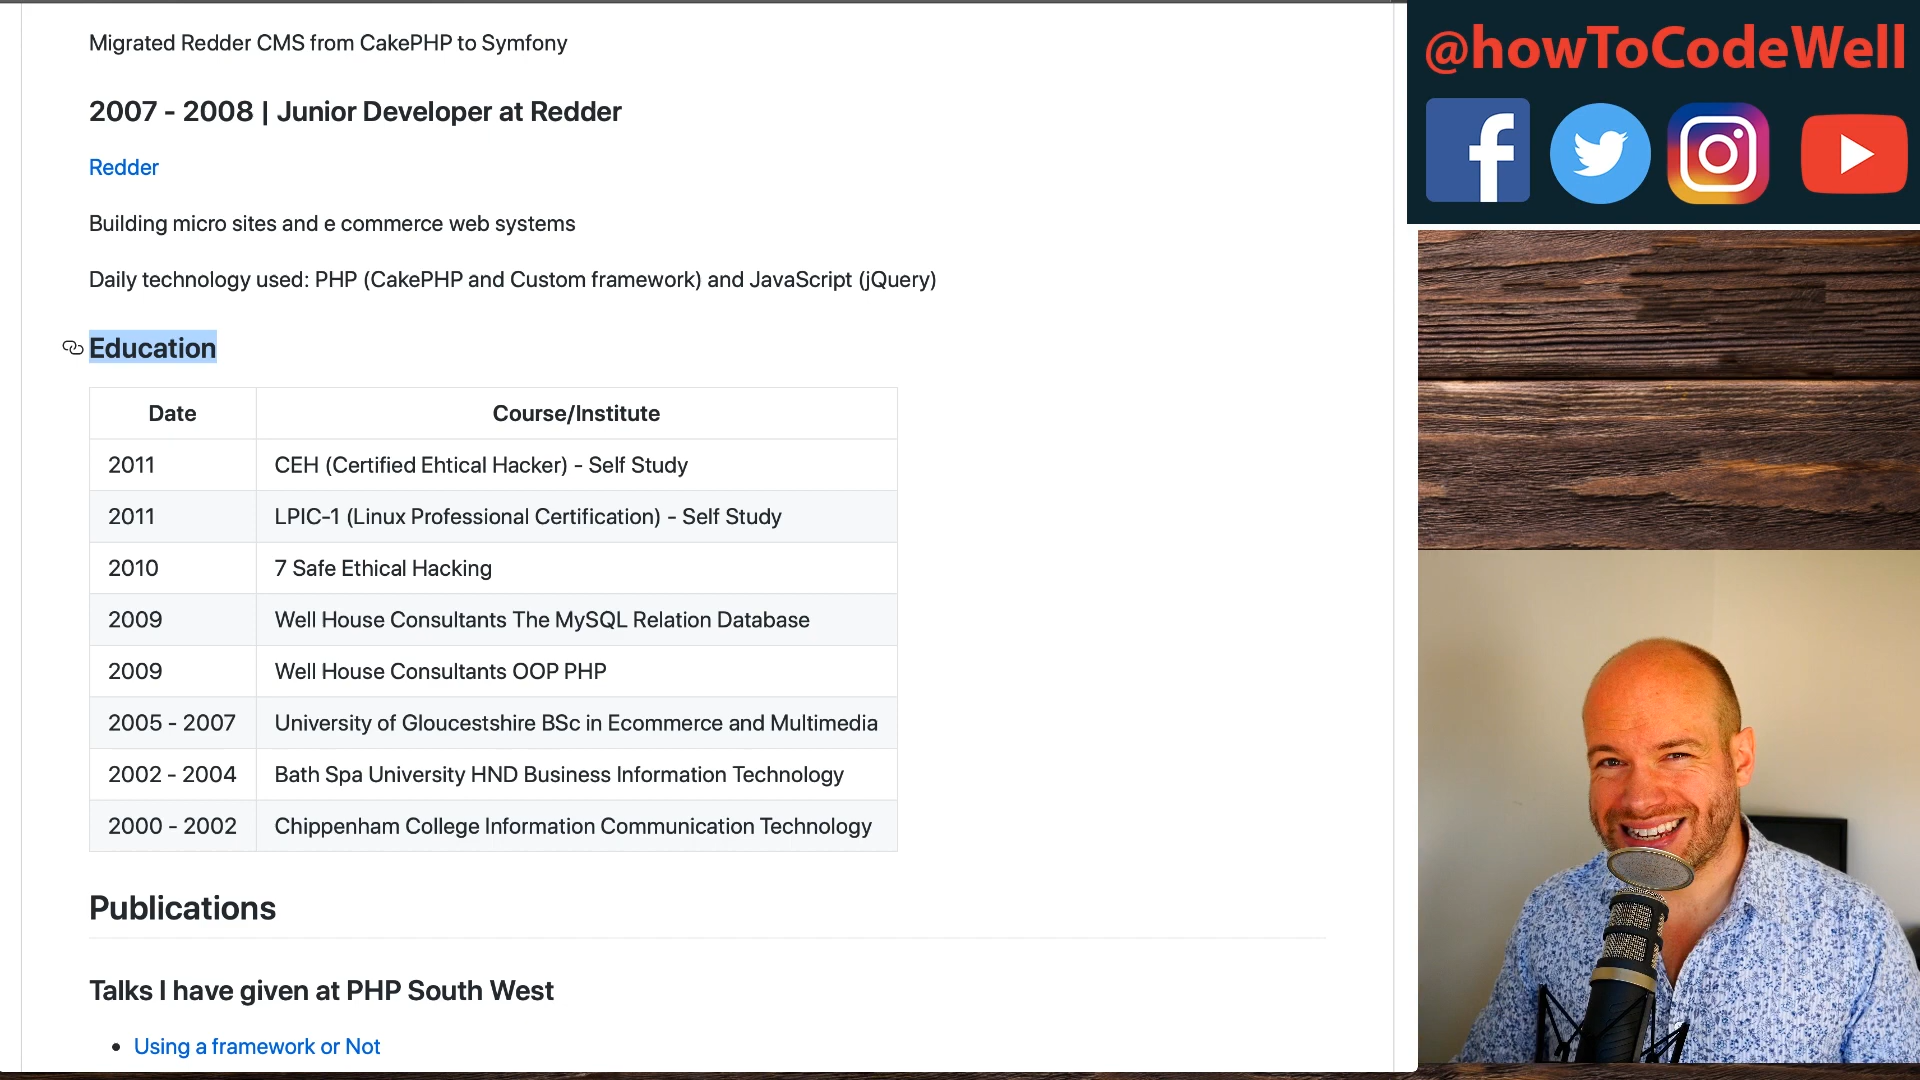 Migrated Redder CMS from CakePHP to Symfony
2007 - 2008 | Junior Developer at Redder
Redder
Building micro sites and e commerce web systems
Daily technology used: PHP (CakePHP and Custom framework) and JavaScript (jQuery)
Education
Date Course/Institute
2011 CEH (Certified Ehtical Hacker) - Self Study
2011 LPIC-1 (Linux Professional Certification) - Self Study
2010 7 Safe Ethical Hacking
2009 Well House Consultants The MySQL Relation Database
2009 Well House Consultants OOP PHP
2005 - 2007 University of Gloucestshire BSc in Ecommerce and Multimedia
2002 - 2004 Bath Spa University HND Business Information Technology
2000 - 2002 Chippenham College Information Communication Technology
Publications
Talks I have given at PHP South West
Using a framework or Not
@howToCodeWell